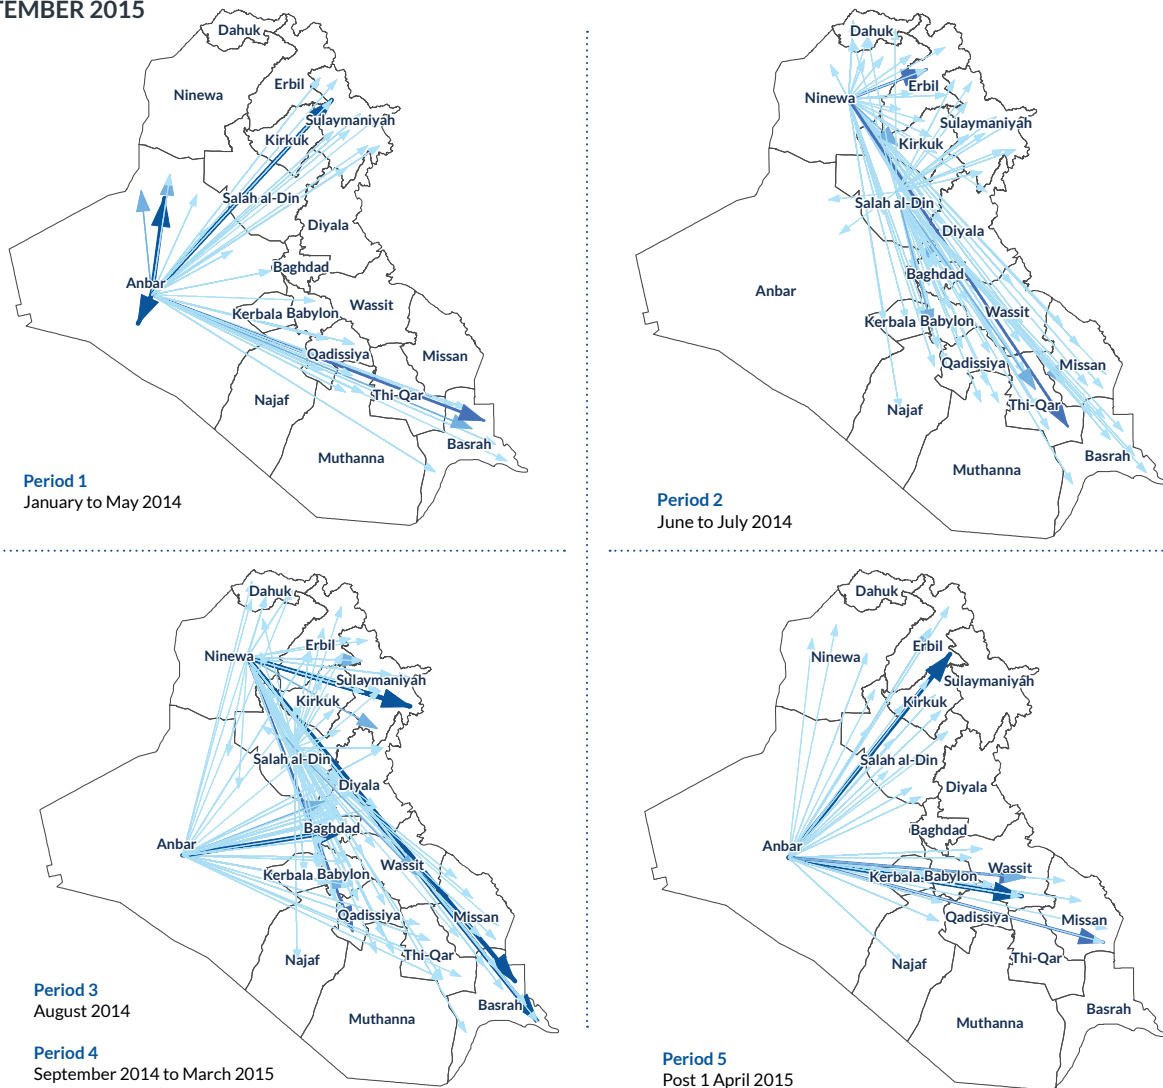 TEMBER 2015
Dahuk
Ninewa
Erbil
Sulaymaniyah
Kirkuk
Salah al-Din
Diyala
Anbar
Baghdad
Kerbala
Babylon
Wassit
Qadissiya
Missan
Najaf
Thi-Qar
Basrah
Muthanna
Period 1
January to May 2014
Dahuk
Ninewa
Erbil
Sulaymaniyah
Kirkuk
Salah al-Din
Diyala
Baghdad
Anbar
Kerbala
Babylon
Wassit
Qadissiya
Missan
Najaf
Thi-Qar
Basrah
Muthanna
Period 2
June to July 2014
Dahuk
Ninewa
Erbil
Sulaymaniyah
Kirkuk
Salah al-Din
Diyala
Baghdad
Anbar
Kerbala
Babylon
Wassit
Qadissiya
Missan
Najaf
Thi-Qar
Basrah
Muthanna
Period 3
August 2014
Period 4
September 2014 to March 2015
Dahuk
Ninewa
Erbil
Sulaymaniyah
Kirkuk
Salah al-Din
Diyala
Baghdad
Anbar
Kerbala
Babylon
Wassit
Qadissiya
Missan
Najaf
Thi-Qar
Basrah
Muthanna
Period 5
Post 1 April 2015